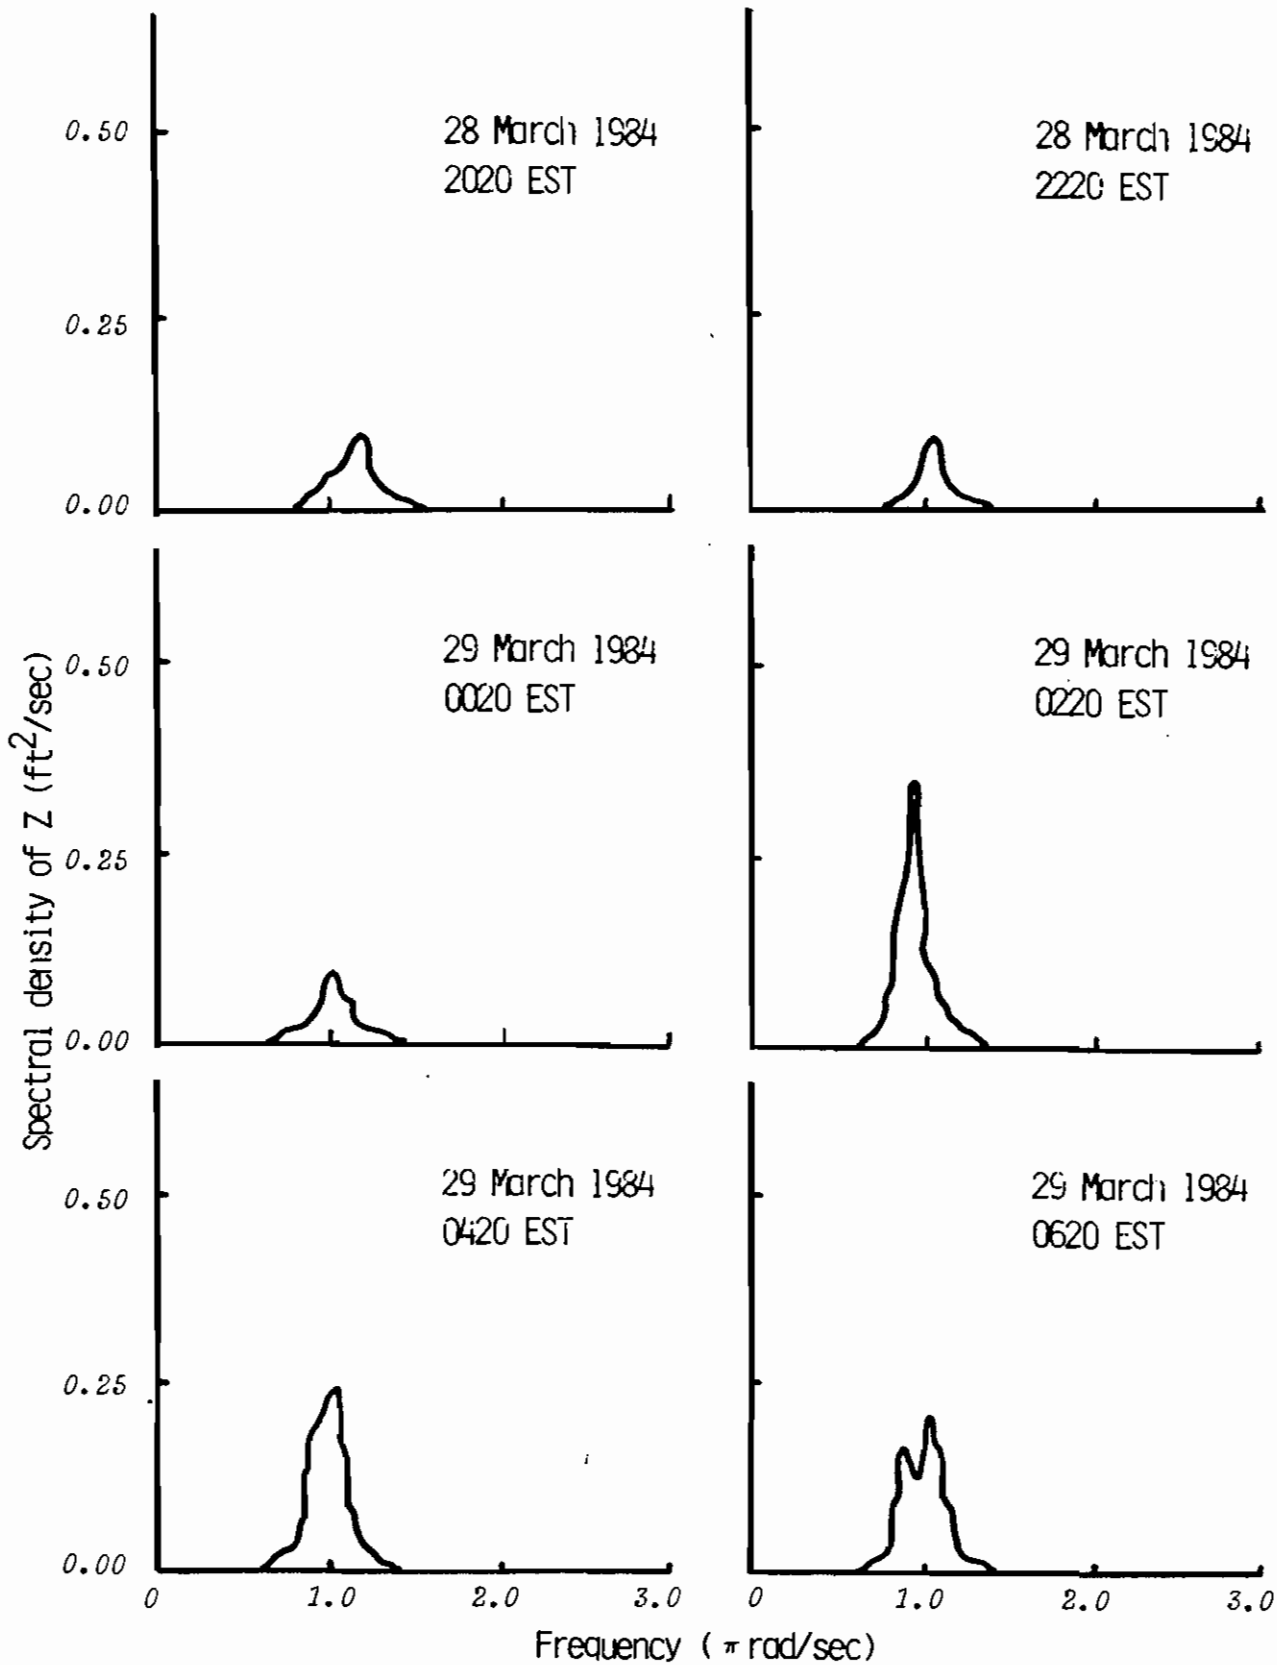 28 March 1984
2020 EST
28 March 1984
2220 EST
0.50
0.25
0.00
29 March 1984
0020 EST
29 March 1984
0220 EST
Spectral density of Z (ft²/sec)
0.50
0.25
0.00
29 March 1984
0420 EST
29 March 1984
0620 EST
0.50
0.25
0.00
0 1.0 2.0 3.0
0 1.0 2.0 3.0
Frequency ( π rad/sec)